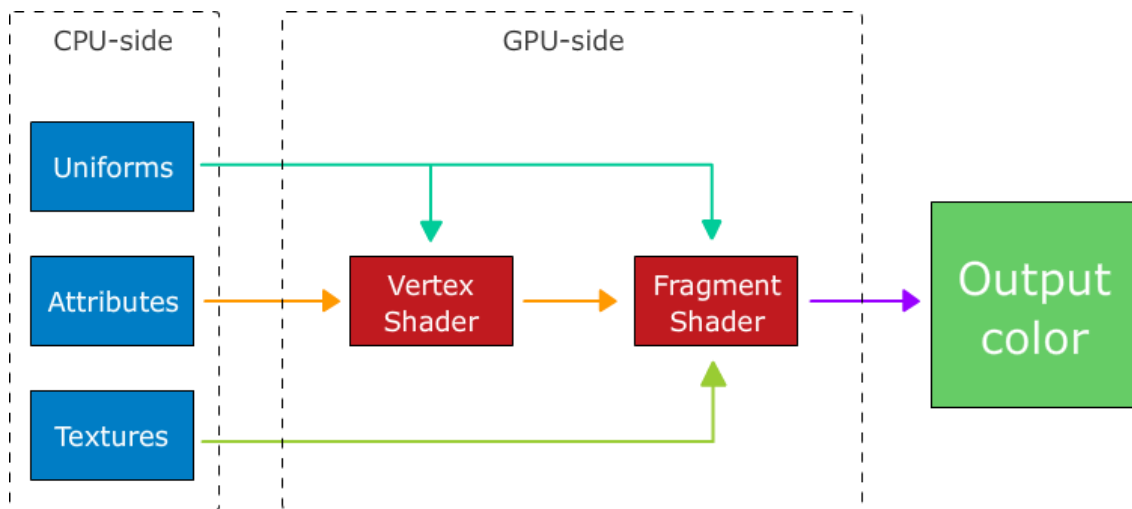 CPU-side
GPU-side
Uniforms
Attributes
Vertex
Shader
Fragment
Shader
Output
color
Textures